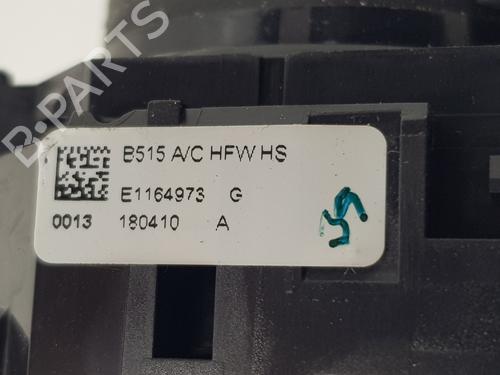 B-PARTS
B515 A/C HFW HS
E1164973 G
0013 180410 A